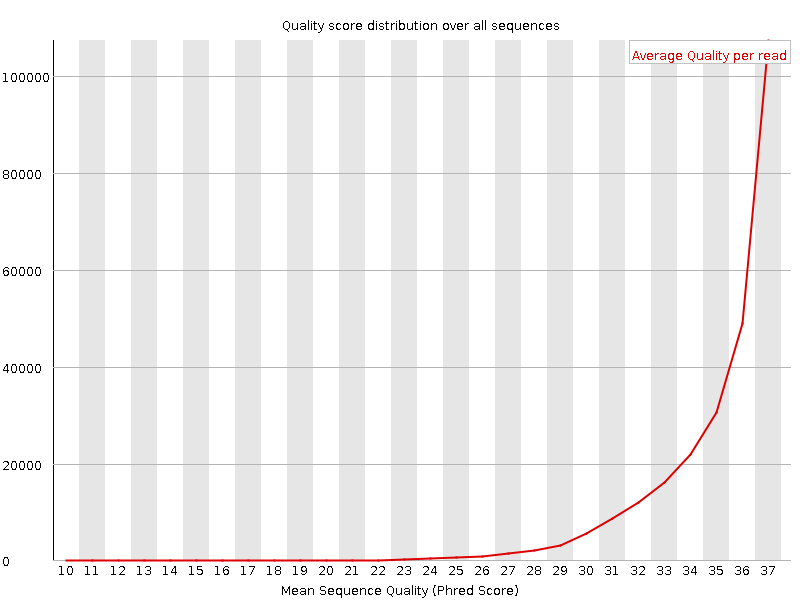 Quality score distribution over all sequences
Average Quality per read
100000
80000
60000
40000
20000
0
10 11 12 13 14 15 16 17 18 19 20 21 22 23 24 25 26 27 28 29 30 31 32 33 34 35 36 37
Mean Sequence Quality (Phred Score)